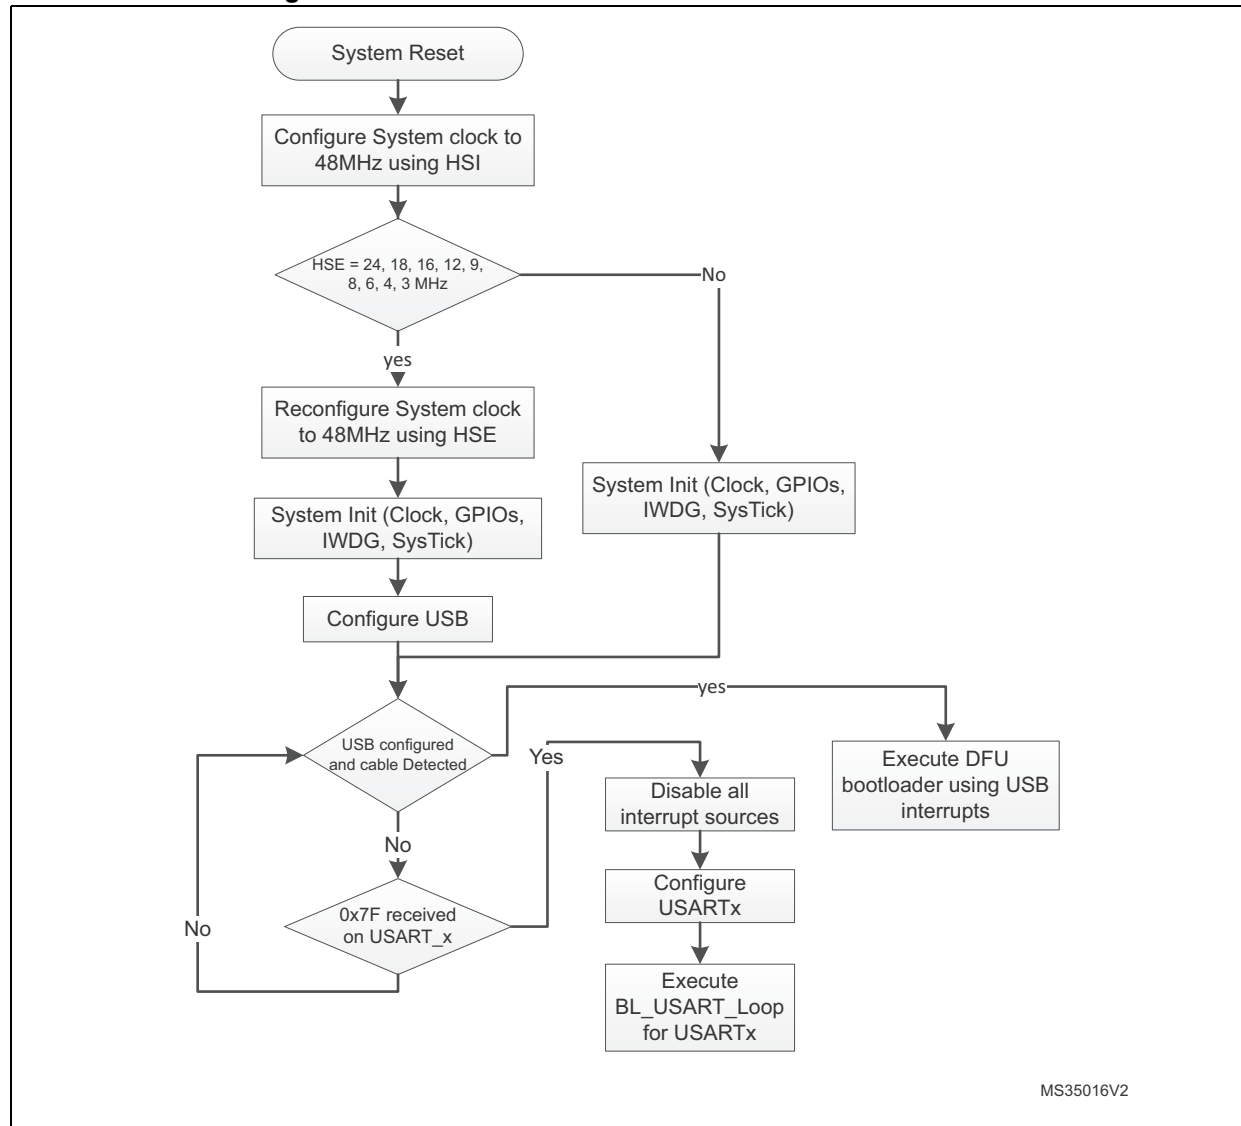 System Reset
Configure System clock to
48MHz using HSI
HSE = 24, 18, 16, 12, 9,
8, 6, 4, 3 MHz
No
yes
Reconfigure System clock
to 48MHz using HSE
System Init (Clock, GPIOs,
IWDG, SysTick)
System Init (Clock, GPIOs,
IWDG, SysTick)
Configure USB
yes
USB configured
and cable Detected
Yes
Execute DFU
bootloader using USB
interrupts
Disable all
interrupt sources
No
Configure
USARTx
0x7F received
on USART_x
No
Execute
BL_USART_Loop
for USARTx
MS35016V2